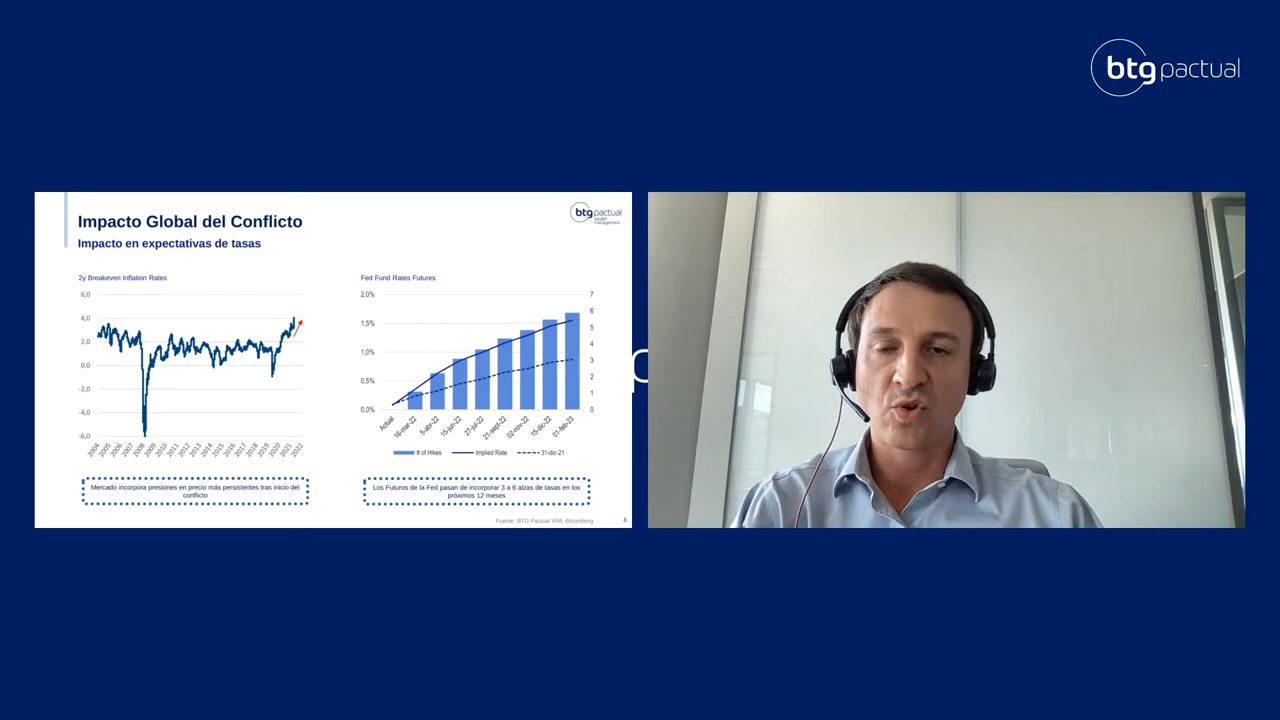 btg pactual
Impacto Global del Conflicto
Impacto en expectativas de tasas
btg pactual
wealth
management
2y Breakeven Inflation Rates
6,0
4,0
2,0
0,0
-2,0
-4,0
-6,0
2004 2005 2006 2007 2008 2009 2010 2011 2012 2013 2014 2015 2016 2017 2018 2019 2020 2021 2022
Mercado incorpora presiones en precio más persistentes tras inicio del
conflicto
Fed Fund Rates Futures
2,0% 7
6
1,5% 5
4
1,0% 3
0,5% 2
1
0,0% 0
Actual 16-mar-22 5-abr-22 15-jun-22 27-jul-22 21-sept-22 02-nov-22 15-dic-22 01-feb-23
# of Hikes Implied Rate 31-dic-21
Los Futuros de la Fed pasan de incorporar 3 a 6 alzas de tasas en los
próximos 12 meses
Fuente: BTG Pactual WM, Bloomberg 8